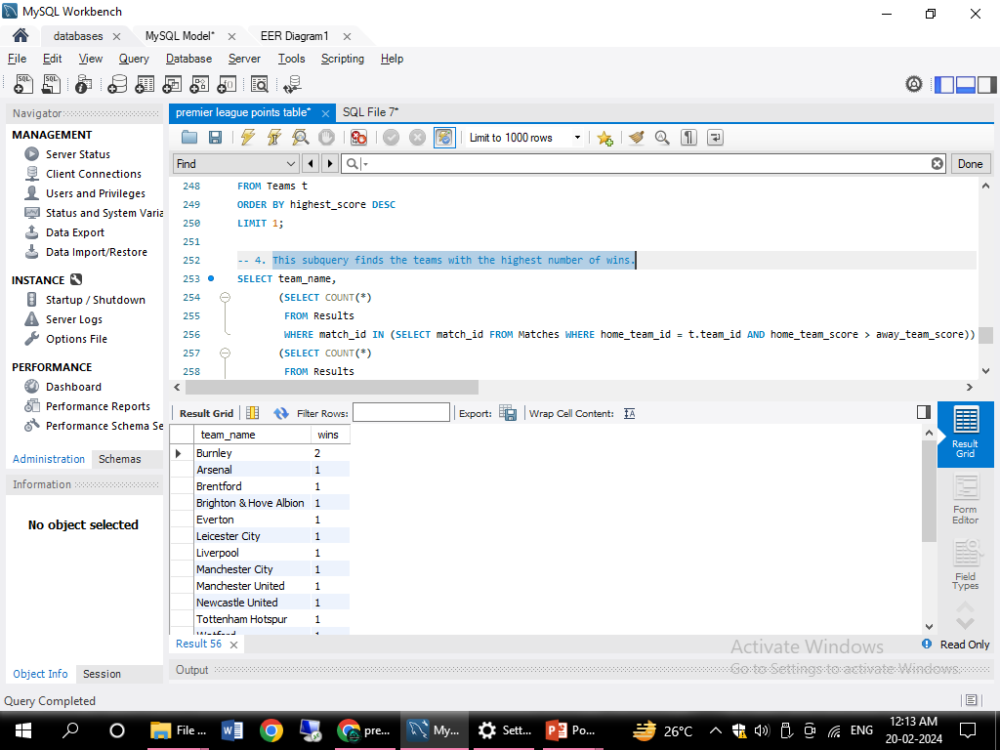 MySQL Workbench
databases
MySQL Model*
EER Diagram1
File Edit View Query Database Server Tools Scripting Help
Navigator
MANAGEMENT
Server Status
Client Connections
Users and Privileges
Status and System Varia
Data Export
Data Import/Restore
INSTANCE
Startup / Shutdown
Server Logs
Options File
PERFORMANCE
Dashboard
Performance Reports
Performance Schema Se
Administration Schemas
Information
No object selected
Object Info Session
premier league points table*
SQL File 7*
Limit to 1000 rows
Find
Done
248 FROM Teams t
249 ORDER BY highest_score DESC
250 LIMIT 1;
251
252 -- 4. This subquery finds the teams with the highest number of wins.
253 SELECT team_name,
254 (SELECT COUNT(*)
255 FROM Results
256 WHERE match_id IN (SELECT match_id FROM Matches WHERE home_team_id = t.team_id AND home_team_score > away_team_score))
257 (SELECT COUNT(*)
258 FROM Results
Result Grid Filter Rows: Export: Wrap Cell Content:
team_name wins
Burnley 2
Arsenal 1
Brentford 1
Brighton & Hove Albion 1
Everton 1
Leicester City 1
Liverpool 1
Manchester City 1
Manchester United 1
Newcastle United 1
Tottenham Hotspur 1
Watford 1
Result Grid
Form Editor
Field Types
Result 56
Read Only
Activate Windows
Go to Settings to activate Windows.
Output
Query Completed
File ...
pre...
My...
Sett...
Po...
26°C
ENG
12:13 AM
20-02-2024